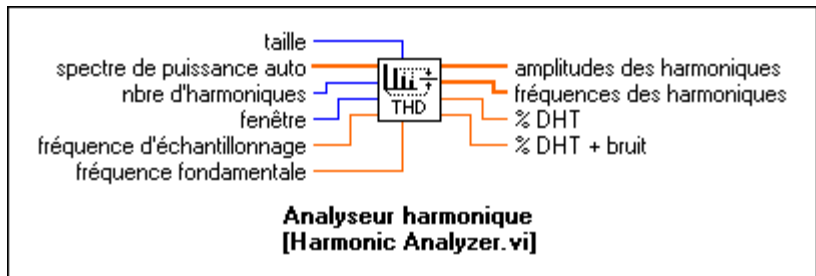 taille
spectre de puissance auto
nbre d'harmoniques
fenêtre
fréquence d'échantillonnage
fréquence fondamentale
THD
amplitudes des harmoniques
fréquences des harmoniques
% DHT
% DHT + bruit
Analyseur harmonique
[Harmonic Analyzer.vi]